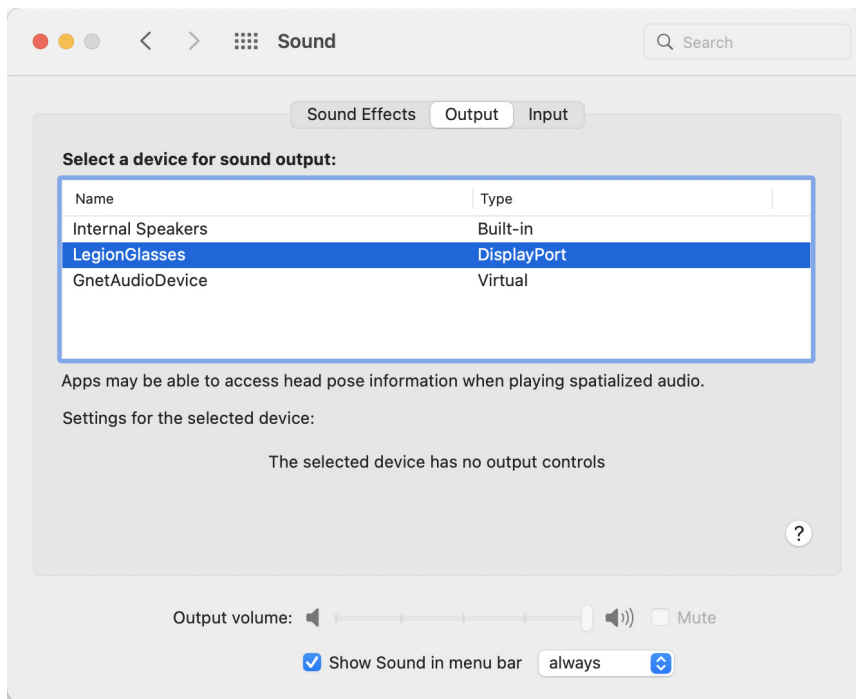 Sound
Search
Sound Effects Output Input
Select a device for sound output:
Name Type
Internal Speakers Built-in
LegionGlasses DisplayPort
GnetAudioDevice Virtual
Apps may be able to access head pose information when playing spatialized audio.
Settings for the selected device:
The selected device has no output controls
?
Output volume: Mute
Show Sound in menu bar always